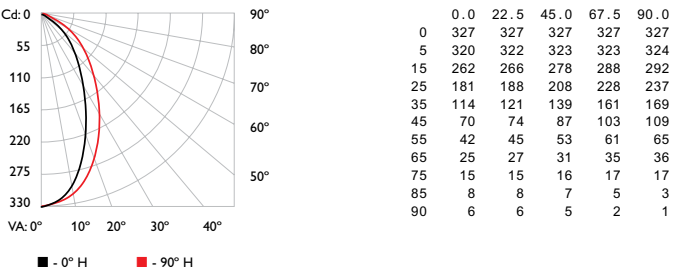 Cd: 0
55
110
165
220
275
330
VA: 0° 10° 20° 30° 40°
90°
80°
70°
60°
50°
- 0° H - 90° H
0.0 22.5 45.0 67.5 90.0
0 327 327 327 327 327
5 320 322 323 323 324
15 262 266 278 288 292
25 181 188 208 228 237
35 114 121 139 161 169
45 70 74 87 103 109
55 42 45 53 61 65
65 25 27 31 35 36
75 15 15 16 17 17
85 8 8 7 5 3
90 6 6 5 2 1